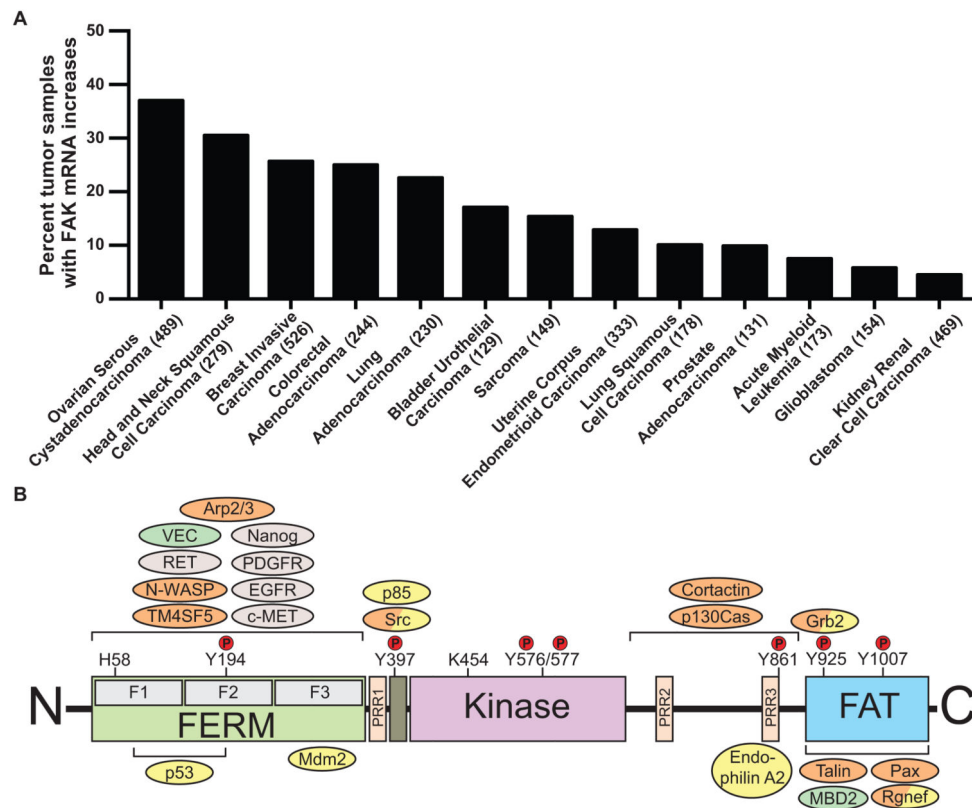 A
Percent tumor samples
with FAK mRNA increases
50
40
30
20
10
0
Ovarian Serous
Cystadenocarcinoma (489)
Head and Neck Squamous
Cell Carcinoma (279)
Breast Invasive
Carcinoma (526)
Colorectal
Adenocarcinoma (244)
Lung
Adenocarinoma (230)
Bladder Urothelial
Carcinoma (129)
Sarcoma (149)
Uterine Corpus
Endometrioid Carcinoma (333)
Lung Squamous
Cell Carcinoma (178)
Prostate
Adenocarcinoma (131)
Acute Myeloid
Leukemia (173)
Glioblastoma (154)
Kidney Renal
Clear Cell Carcinoma (469)
B
Arp2/3
VEC Nanog
RET PDGFR
N-WASP EGFR
TM4SF5 c-MET
p85
Src
Cortactin
p130Cas
Grb2
P P P P P P P
H58 Y194 Y397 K454 Y576/577 Y861 Y925 Y1007
N F1 F2 F3 FERM PRR1 Kinase PRR2 PRR3 FAT C
p53 Mdm2
Endo-
philin A2
Talin Pax
MBD2 Rgnef